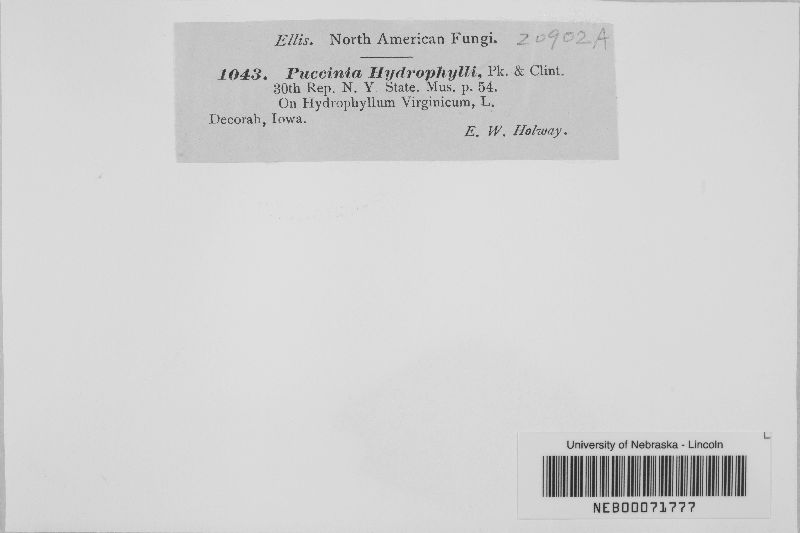 Ellis. North American Fungi. 20902A
1043. Puccinia Hydrophylli, Pk. & Clint.
30th Rep. N. Y. State. Mus. p. 54.
On Hydrophyllum Virginicum, L.
Decorah, Iowa.
E. W. Holway.
University of Nebraska - Lincoln
NEB00071777